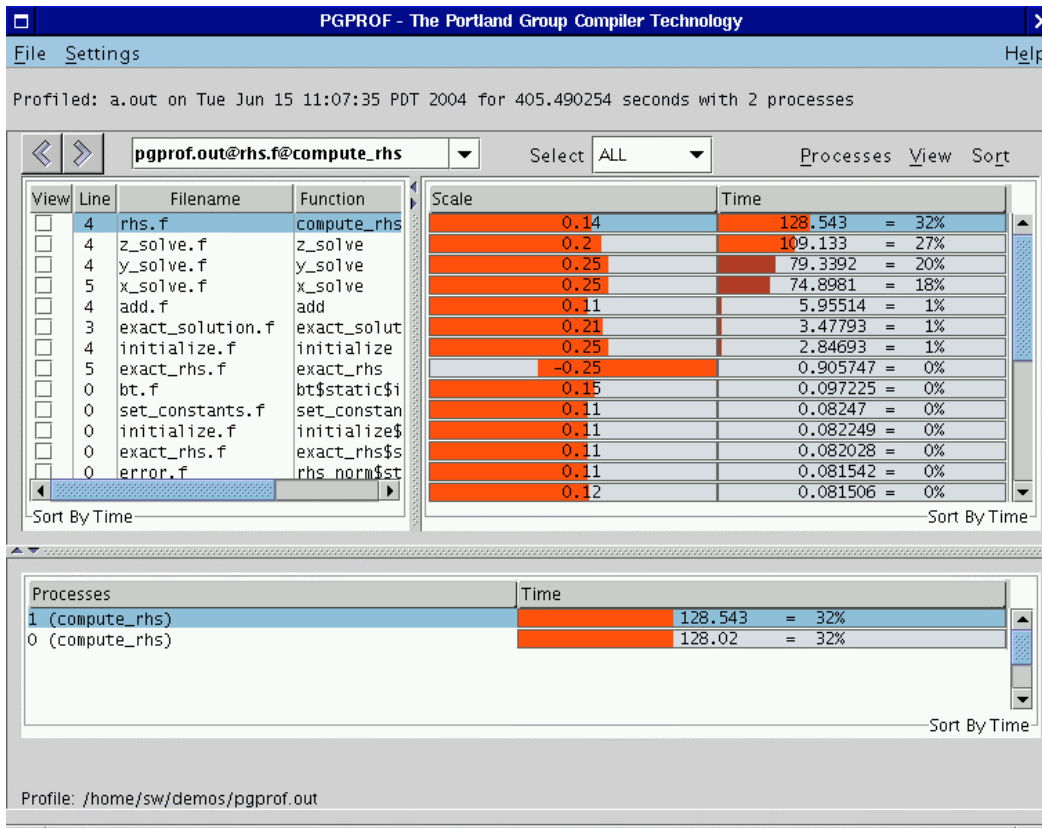 PGPROF - The Portland Group Compiler Technology
File Settings Help
Profiled: a.out on Tue Jun 15 11:07:35 PDT 2004 for 405.490254 seconds with 2 processes
pgprof.out@rhs.f@compute_rhs Select ALL Processes View Sort
View Line Filename Function Scale Time
4 rhs.f compute_rhs 0.14 128.543 = 32%
4 z_solve.f z_solve 0.2 109.133 = 27%
4 y_solve.f y_solve 0.25 79.3392 = 20%
5 x_solve.f x_solve 0.25 74.8981 = 18%
4 add.f add 0.11 5.95514 = 1%
3 exact_solution.f exact_solut 0.21 3.47793 = 1%
4 initialize.f initialize 0.25 2.84693 = 1%
5 exact_rhs.f exact_rhs -0.25 0.905747 = 0%
0 bt.f bt$static$i 0.15 0.097225 = 0%
0 set_constants.f set_constan 0.11 0.08247 = 0%
0 initialize.f initialize$ 0.11 0.082249 = 0%
0 exact_rhs.f exact_rhs$s 0.11 0.082028 = 0%
0 error.f rhs_norm$st 0.11 0.081542 = 0%
0.12 0.081506 = 0%
Sort By Time Sort By Time
Processes Time
1 (compute_rhs) 128.543 = 32%
0 (compute_rhs) 128.02 = 32%
Sort By Time
Profile: /home/sw/demos/pgprof.out